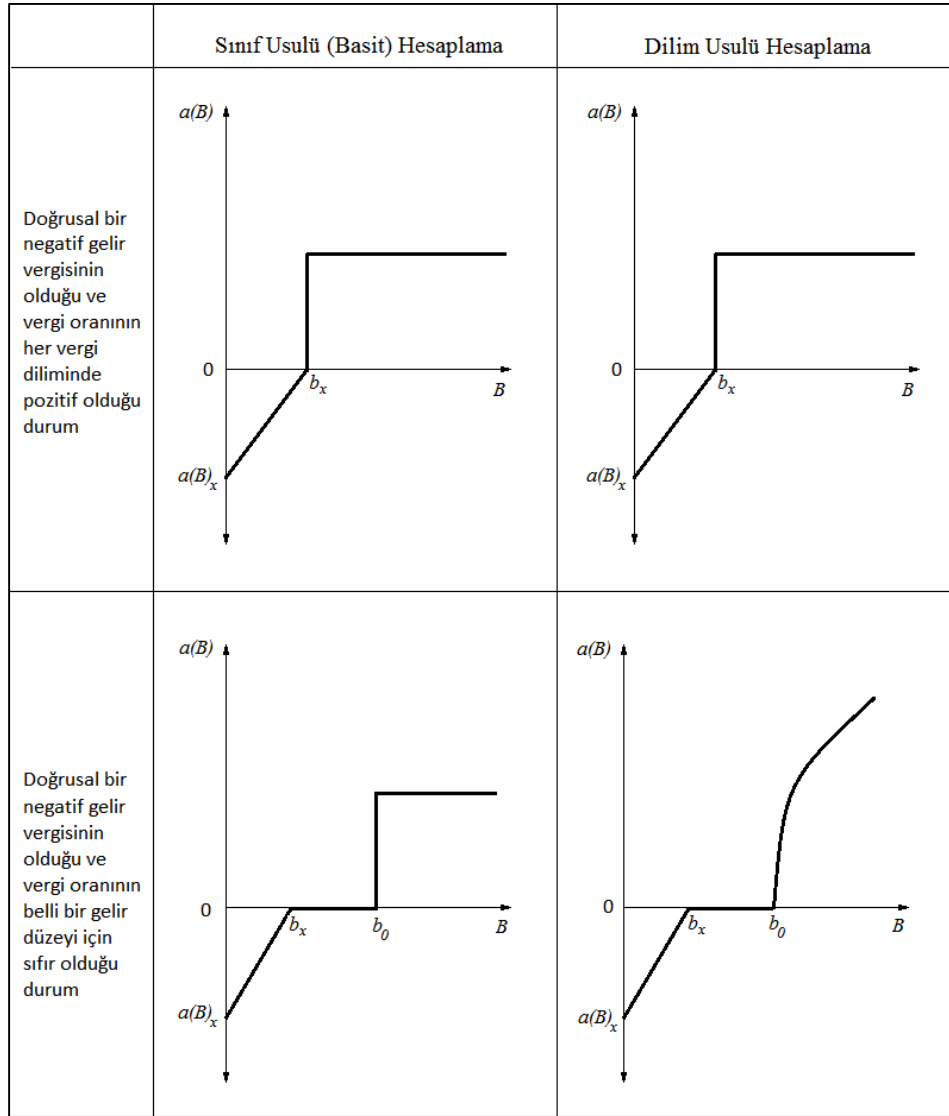 Sınıf Usulü (Basit) Hesaplama
Dilim Usulü Hesaplama
Doğrusal bir
negatif gelir
vergisinin
olduğu ve
vergi oranının
her vergi
diliminde
pozitif olduğu
durum
a(B)
0
b_x
B
a(B)_x
a(B)
0
b_x
B
a(B)_x
Doğrusal bir
negatif gelir
vergisinin
olduğu ve
vergi oranının
belli bir gelir
düzeyi için
sıfır olduğu
durum
a(B)
0
b_x
b_0
B
a(B)_x
a(B)
0
b_x
b_0
B
a(B)_x